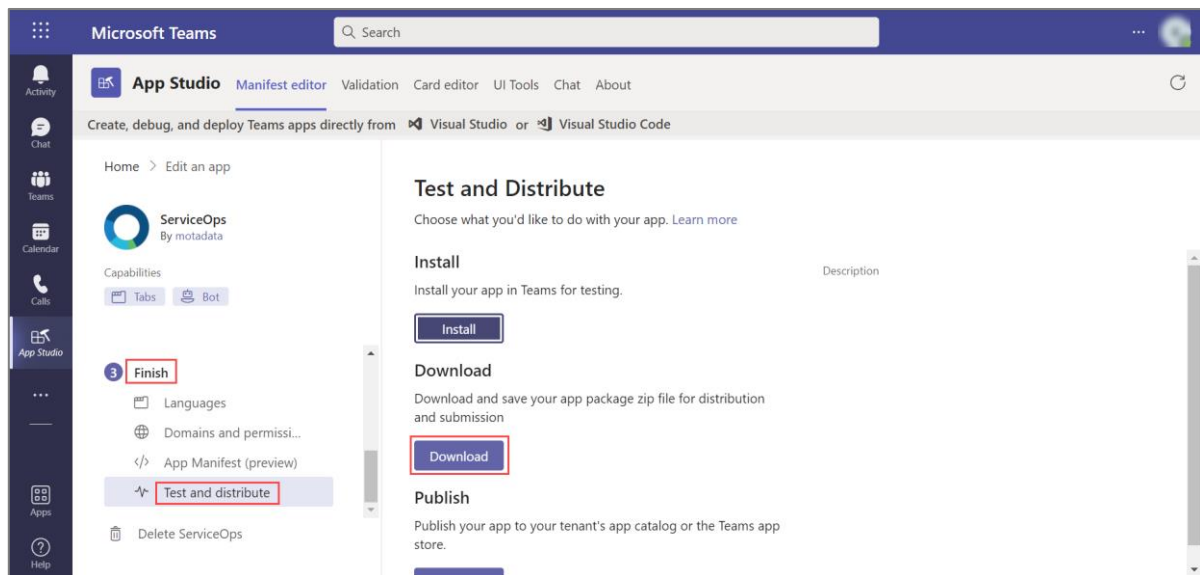 Microsoft Teams
Search
Activity
Chat
Teams
Calendar
Calls
App Studio
Apps
Help
App Studio Manifest editor Validation Card editor UI Tools Chat About
Create, debug, and deploy Teams apps directly from Visual Studio or Visual Studio Code
Home > Edit an app
ServiceOps
By motadata
Capabilities
Tabs Bot
3 Finish
Languages
Domains and permissi...
</> App Manifest (preview)
Test and distribute
Delete ServiceOps
Test and Distribute
Choose what you'd like to do with your app. Learn more
Install
Install your app in Teams for testing.
Install
Download
Download and save your app package zip file for distribution
and submission
Download
Publish
Publish your app to your tenant's app catalog or the Teams app
store.
Description